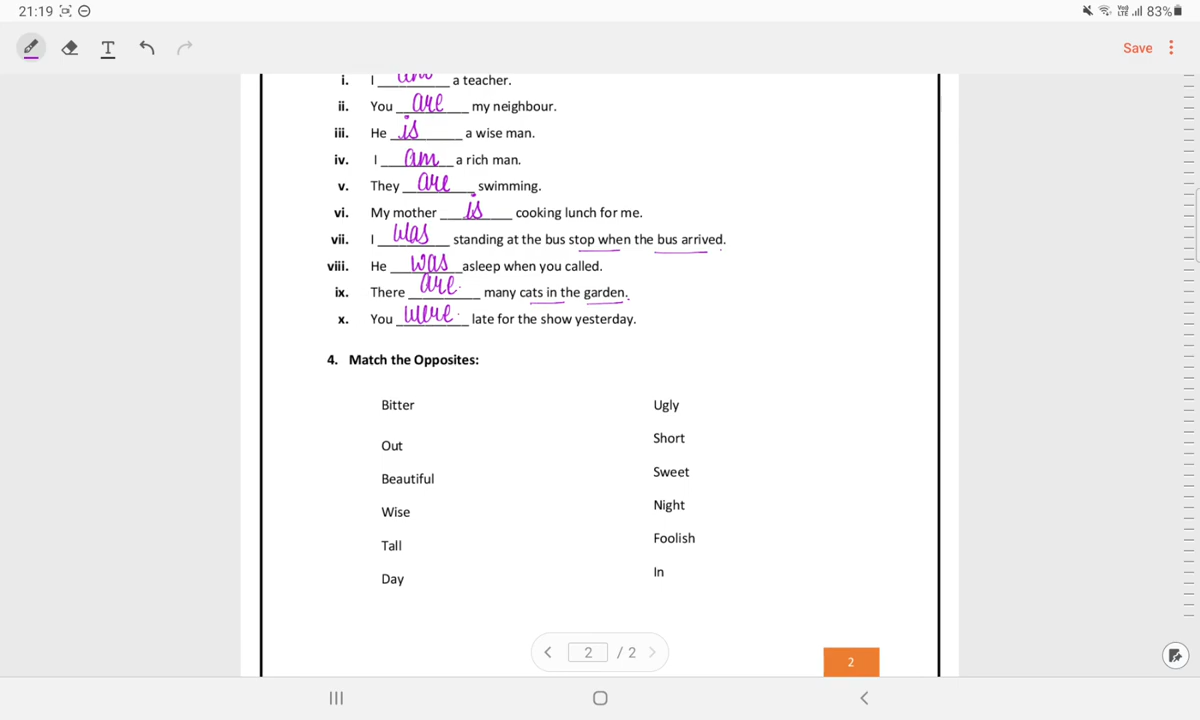 21:19 83%
Save
i. I am a teacher.
ii. You are my neighbour.
iii. He is a wise man.
iv. I am a rich man.
v. They are swimming.
vi. My mother is cooking lunch for me.
vii. I was standing at the bus stop when the bus arrived.
viii. He was asleep when you called.
ix. There are many cats in the garden.
x. You were late for the show yesterday.
4. Match the Opposites:
Bitter Ugly
Out Short
Beautiful Sweet
Wise Night
Tall Foolish
Day In
2 / 2
2